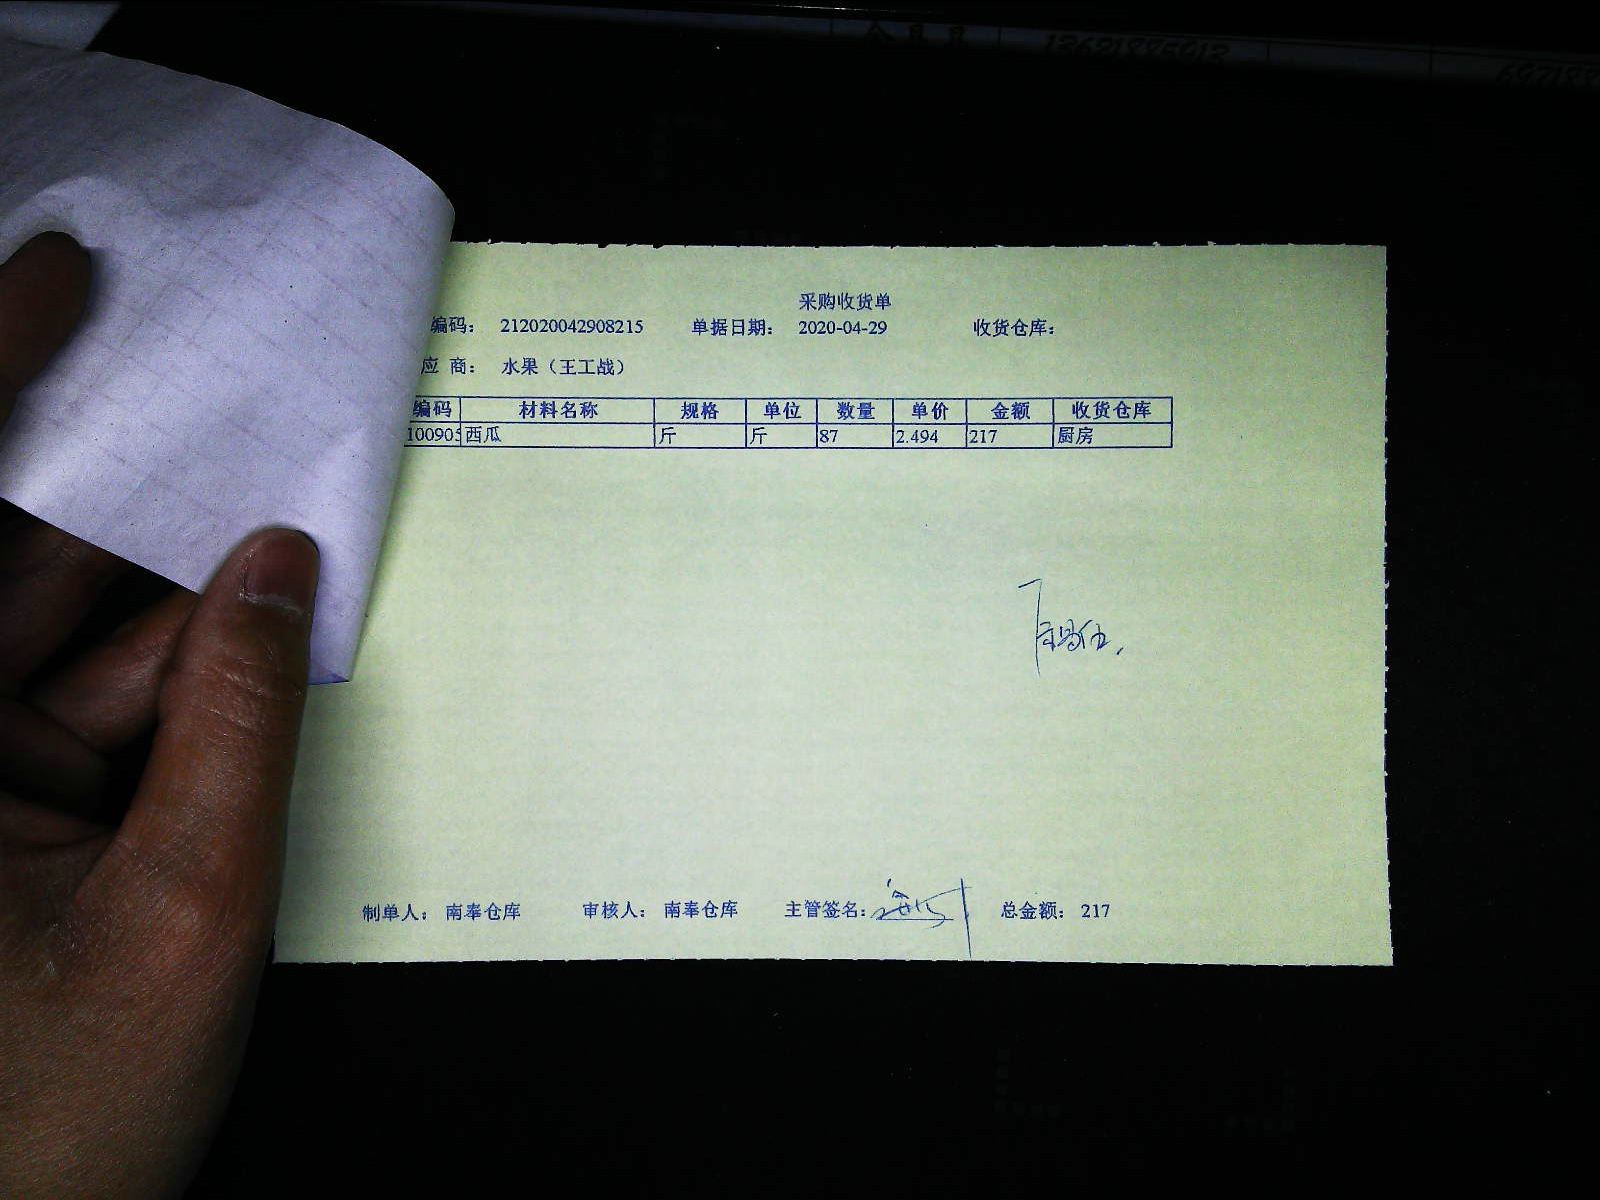 采购收货单
编码： 212020042908215 单据日期： 2020-04-29 收货仓库：
应 商： 水果（王工战）
编码 材料名称 规格 单位 数量 单价 金额 收货仓库
100905 西瓜 斤 斤 87 2.494 217 厨房
制单人： 南奉仓库 审核人： 南奉仓库 主管签名： 总金额： 217